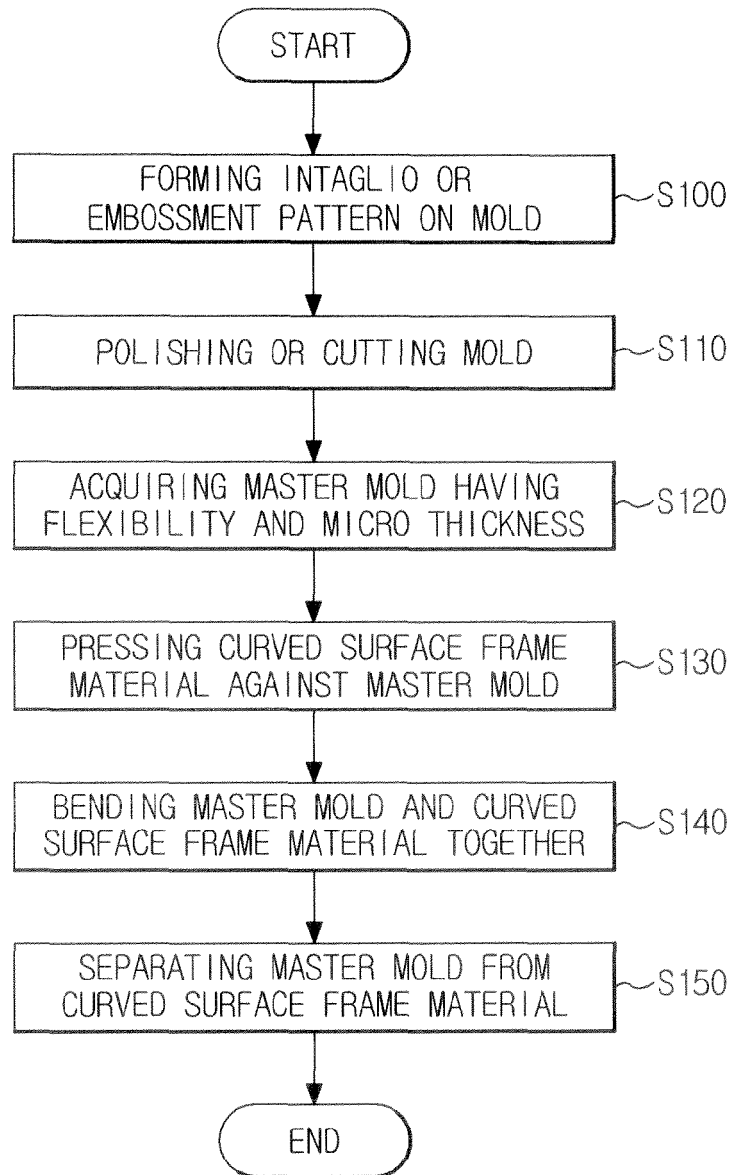 START
FORMING INTAGLIO OR
EMBOSSMENT PATTERN ON MOLD
S100
POLISHING OR CUTTING MOLD
S110
ACQUIRING MASTER MOLD HAVING
FLEXIBILITY AND MICRO THICKNESS
S120
PRESSING CURVED SURFACE FRAME
MATERIAL AGAINST MASTER MOLD
S130
BENDING MASTER MOLD AND CURVED
SURFACE FRAME MATERIAL TOGETHER
S140
SEPARATING MASTER MOLD FROM
CURVED SURFACE FRAME MATERIAL
S150
END